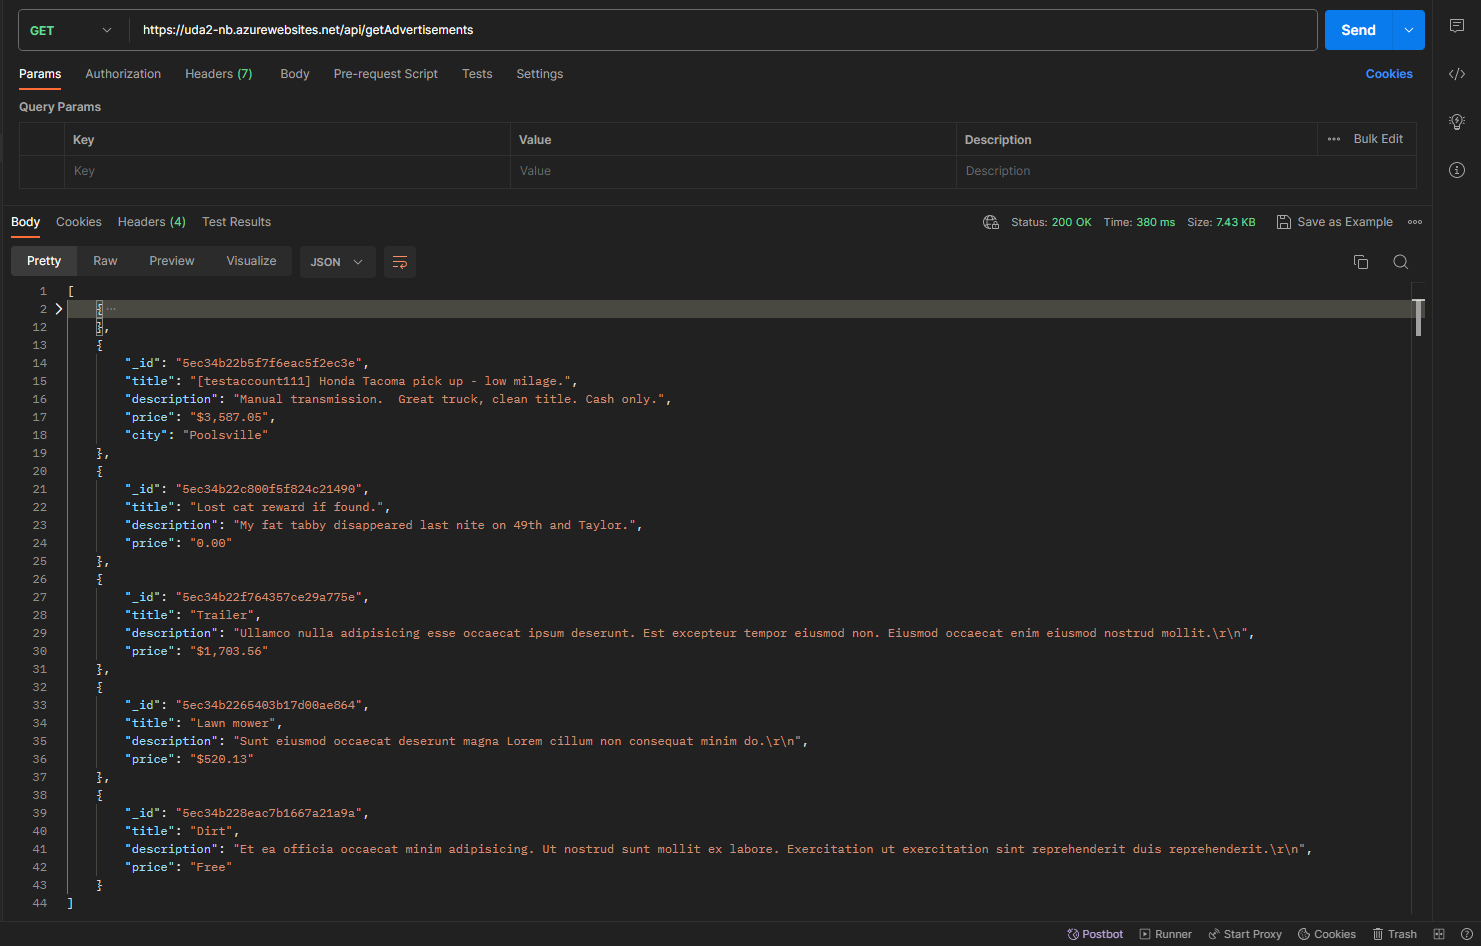 GET https://uda2-nb.azurewebsites.net/api/getAdvertisements Send
Params Authorization Headers (7) Body Pre-request Script Tests Settings Cookies
Query Params
Key Value Description ••• Bulk Edit
Key Value Description
Body Cookies Headers (4) Test Results Status: 200 OK Time: 380 ms Size: 7.43 KB Save as Example
Pretty Raw Preview Visualize JSON
1 [
2 { ···
12 },
13 {
14 "_id": "5ec34b22b5f7f6eac5f2ec3e",
15 "title": "[testaccount111] Honda Tacoma pick up - low milage.",
16 "description": "Manual transmission.  Great truck, clean title. Cash only.",
17 "price": "$3,587.05",
18 "city": "Poolsville"
19 },
20 {
21 "_id": "5ec34b22c800f5f824c21490",
22 "title": "Lost cat reward if found.",
23 "description": "My fat tabby disappeared last nite on 49th and Taylor.",
24 "price": "0.00"
25 },
26 {
27 "_id": "5ec34b22f764357ce29a775e",
28 "title": "Trailer",
29 "description": "Ullamco nulla adipisicing esse occaecat ipsum deserunt. Est excepteur tempor eiusmod non. Eiusmod occaecat enim eiusmod nostrud mollit.\r\n",
30 "price": "$1,703.56"
31 },
32 {
33 "_id": "5ec34b2265403b17d00ae864",
34 "title": "Lawn mower",
35 "description": "Sunt eiusmod occaecat deserunt magna Lorem cillum non consequat minim do.\r\n",
36 "price": "$520.13"
37 },
38 {
39 "_id": "5ec34b228eac7b1667a21a9a",
40 "title": "Dirt",
41 "description": "Et ea officia occaecat minim adipisicing. Ut nostrud sunt mollit ex labore. Exercitation ut exercitation sint reprehenderit duis reprehenderit.\r\n",
42 "price": "Free"
43 }
44 ]
Postbot Runner Start Proxy Cookies Trash